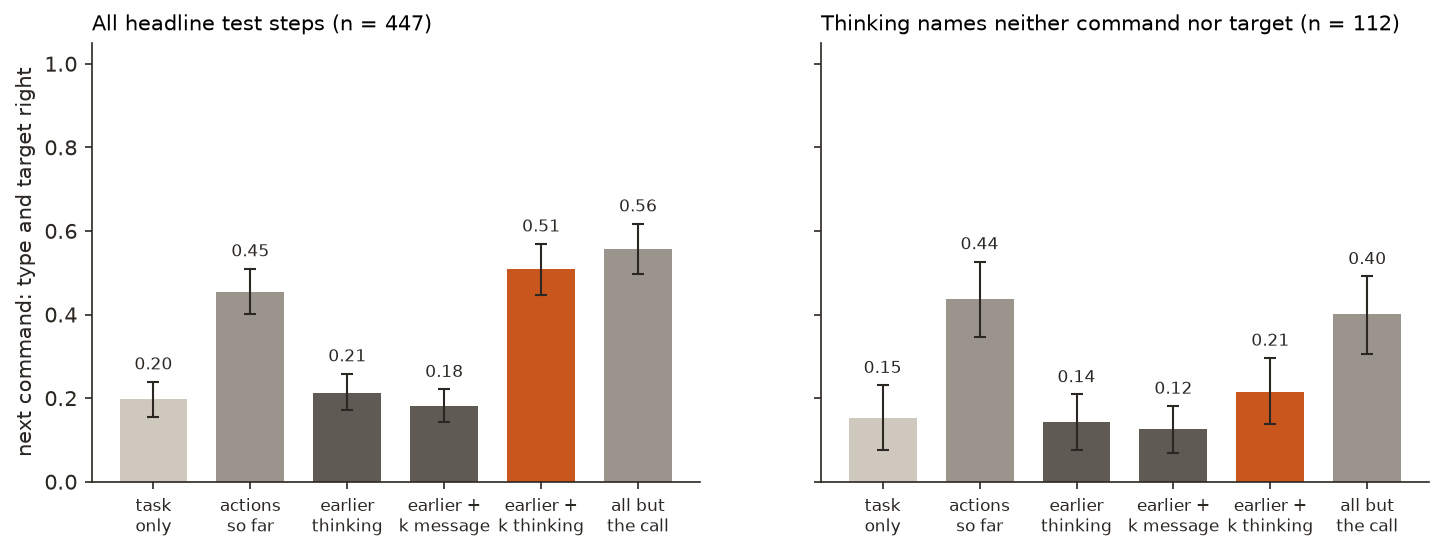 All headline test steps (n = 447)
next command: type and target right
1.0
0.8
0.6
0.4
0.2
0.0
0.20
0.45
0.21
0.18
0.51
0.56
task
only
actions
so far
earlier
thinking
earlier +
k message
earlier +
k thinking
all but
the call
Thinking names neither command nor target (n = 112)
0.15
0.44
0.14
0.12
0.21
0.40
task
only
actions
so far
earlier
thinking
earlier +
k message
earlier +
k thinking
all but
the call